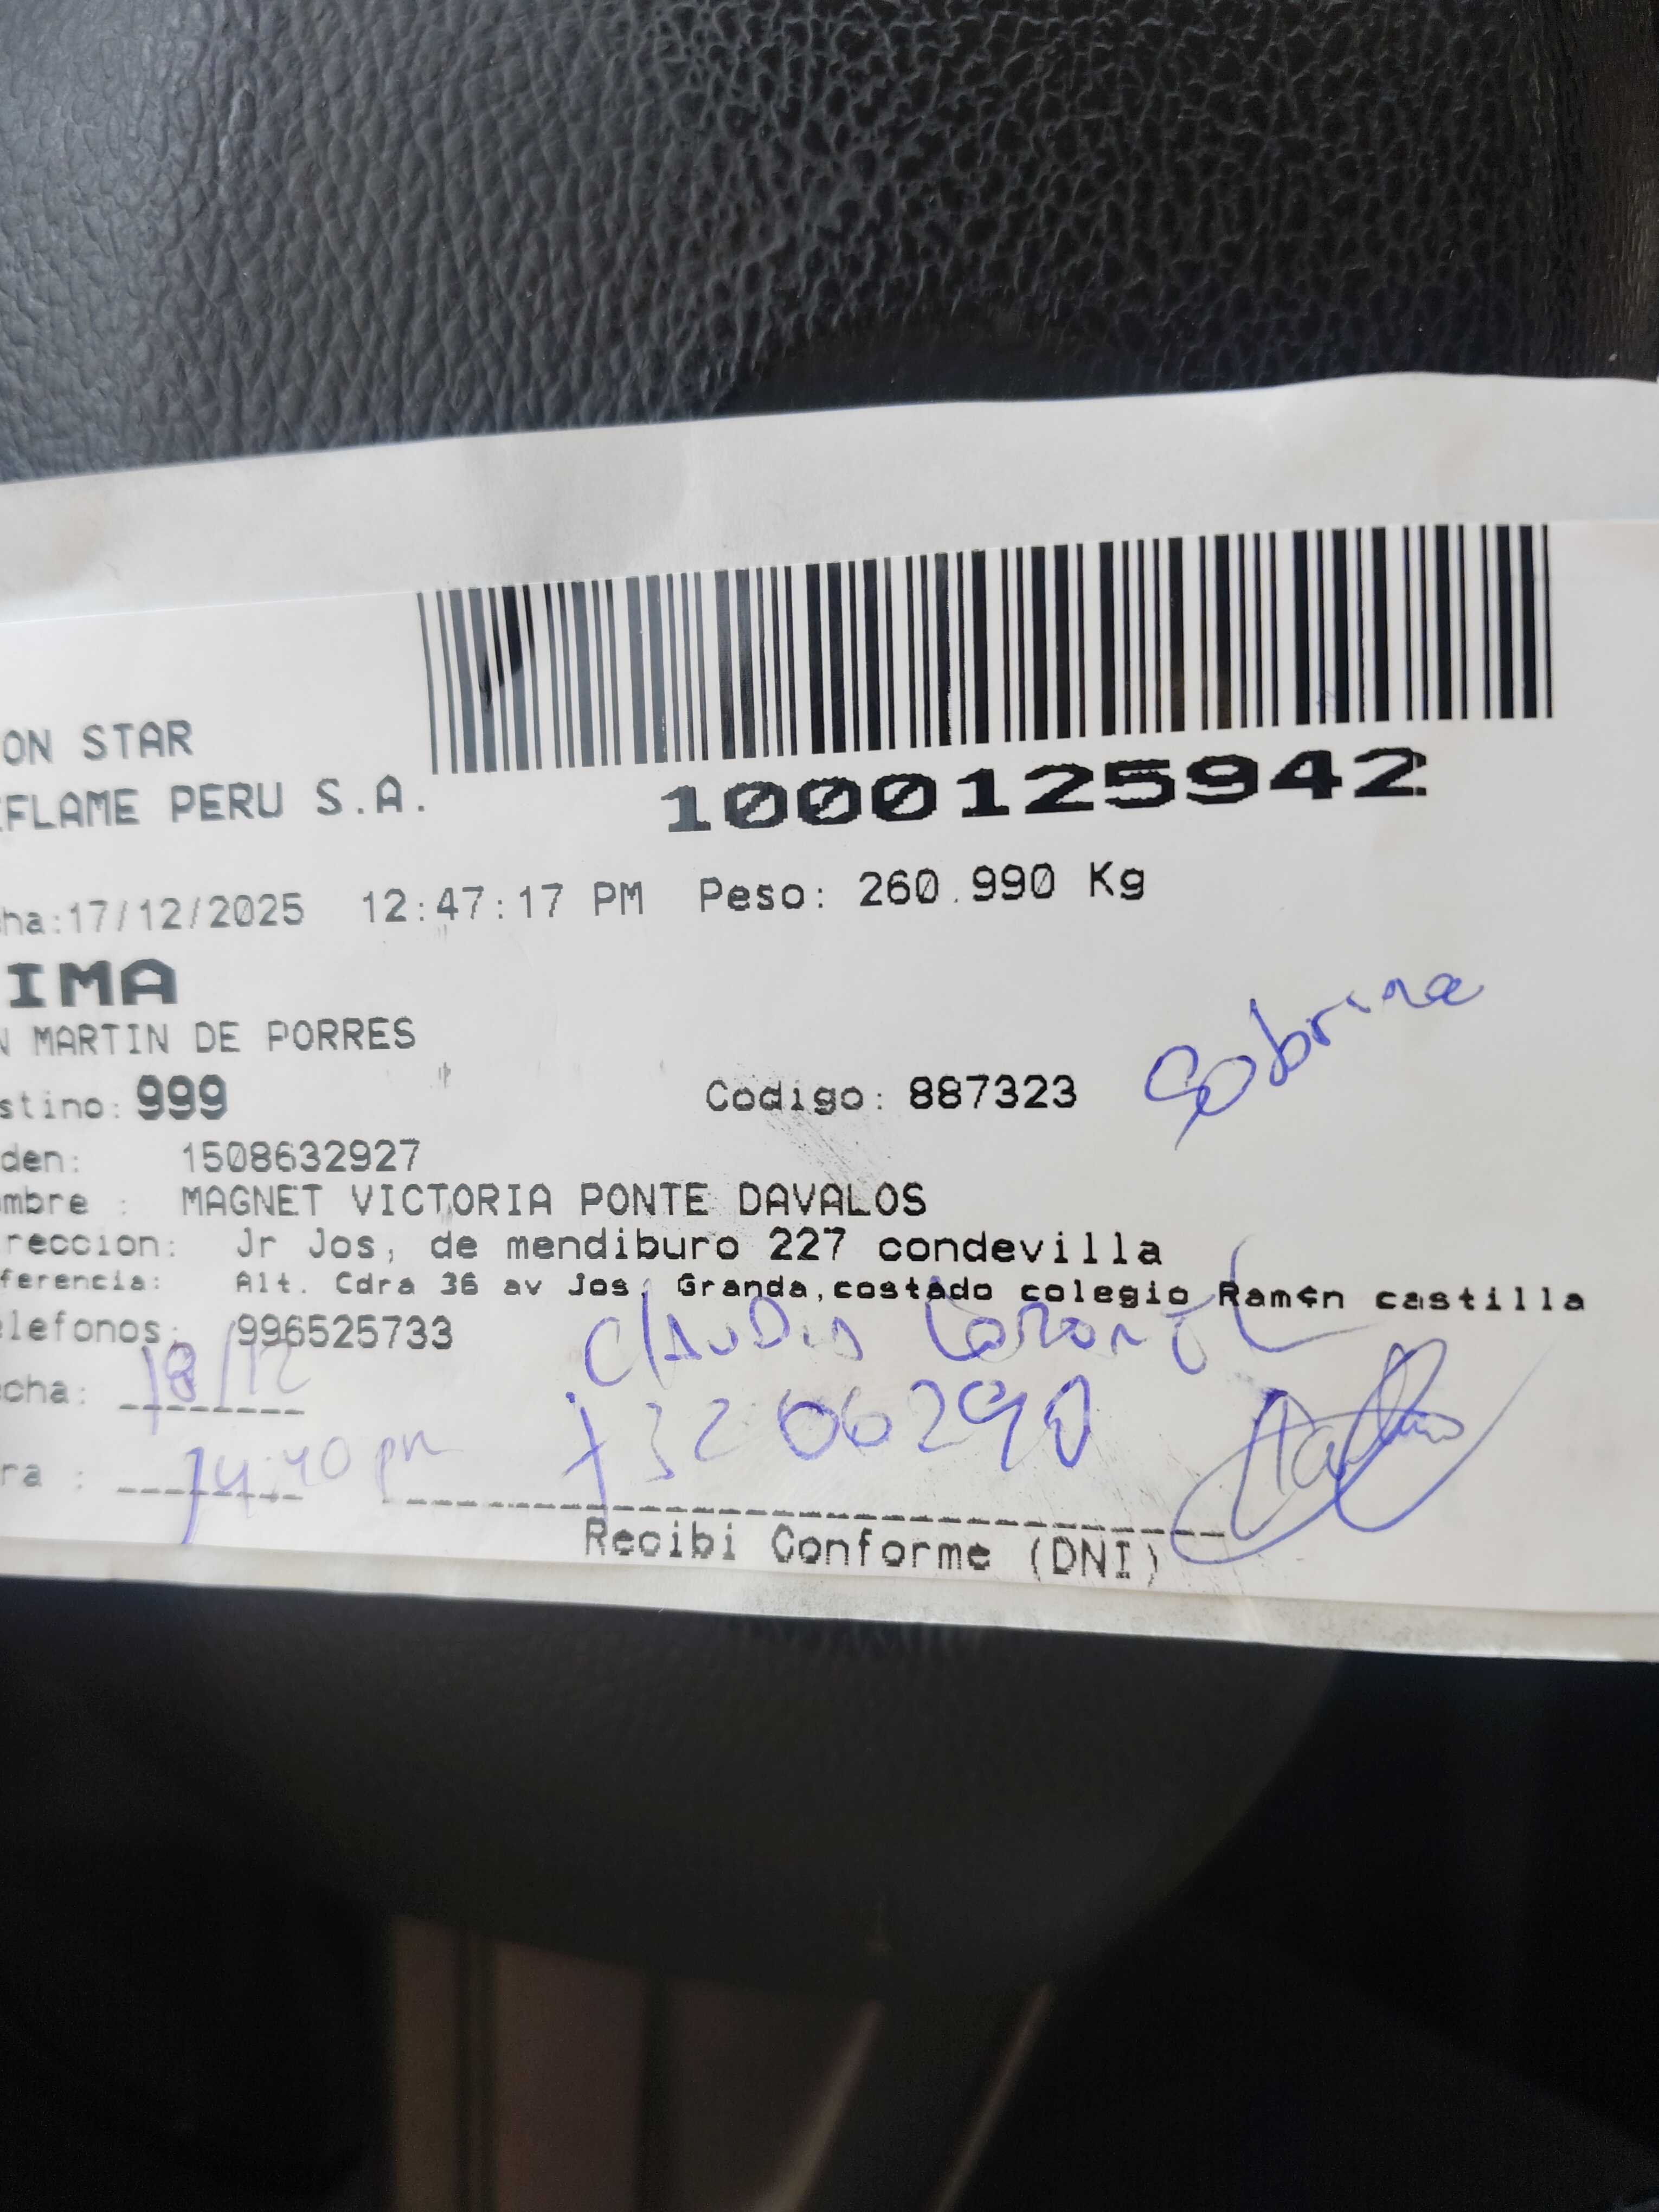 ON STAR
FLAME PERU S.A.
1000125942
ha:17/12/2025 12:47:17 PM Peso: 260.990 Kg
IMA
N MARTIN DE PORRES
stino: 999 Codigo: 887323 Sobrina
den: 1508632927
mbre : MAGNET VICTORIA PONTE DAVALOS
reccion: Jr Jos, de mendiburo 227 condevilla
ferencia: Alt. Cdra 36 av Jos, Granda,costado colegio Ram¢n castilla
lefonos: 996525733
cha: 18/12
73206290
ra : 14:40 pm
Recibi Conforme (DNI)